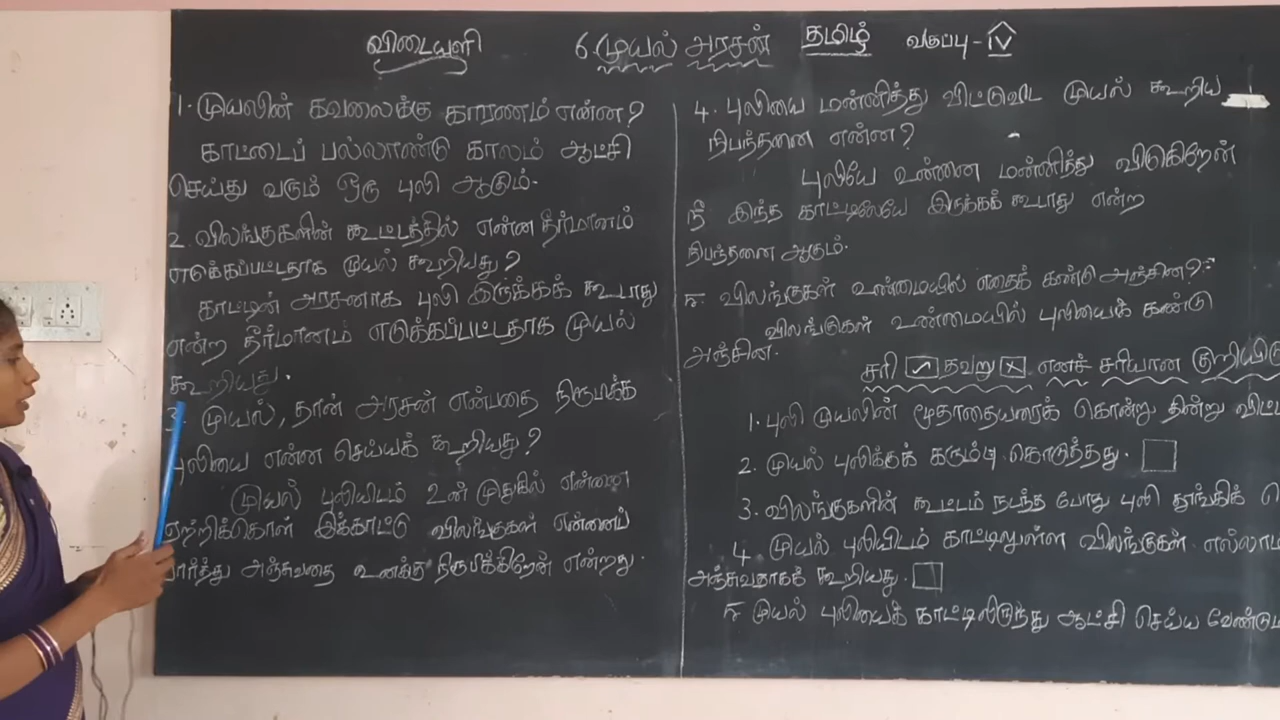 விடையளி 6. முயல் அரசன் தமிழ் வகுப்பு - IV
1. முயலின் கவலைக்கு காரணம் என்ன?
காட்டைப் பல்லாண்டு காலம் ஆட்சி
செய்து வரும் ஒரு புலி ஆகும்.
2. விலங்குகளின் கூட்டத்தில் என்ன தீர்மானம்
எடுக்கப்பட்டதாக முயல் கூறியது?
காட்டின் அரசனாக புலி இருக்கக் கூடாது
என்ற தீர்மானம் எடுக்கப்பட்டதாக முயல்
கூறியது.
3. முயல், தான் அரசன் என்பதை நிருபிக்க
புலியை என்ன செய்யக் கூறியது?
முயல் புலியிடம் உன் முதுகில் என்னை
ஏற்றிக்கொள் இக்காட்டு விலங்குகள் என்னைப்
பார்த்து அஞ்சுவதை உனக்கு நிருபிக்கிறேன் என்றது.
4. புலியை மன்னித்து விட்டுவிட முயல் கூறிய
நிபந்தனை என்ன?
புலியே உன்னை மன்னித்து விடுகிறேன்
நீ இந்த காட்டிலேயே இருக்கக் கூடாது என்ற
நிபந்தனை ஆகும்.
௫. விலங்குகள் உண்மையில் எதைக் கண்டு அஞ்சின?
விலங்குகள் உண்மையில் புலியைக் கண்டு
அஞ்சின.
சரி ✓ தவறு × எனச் சரியான குறியிடு
1. புலி முயலின் மூதாதையரைக் கொன்று தின்று விட்ட
2. முயல் புலிக்குக் கரும்பு கொடுத்தது.
3. விலங்குகளின் கூட்டம் நடந்த போது புலி தூங்கிக் கொ
4. முயல் புலியிடம் காட்டிலுள்ள விலங்குகள் எல்லாம்
அஞ்சுவதாகக் கூறியது.
௫ முயல் புலியைக் காட்டிலிருந்து ஆட்சி செய்ய வேண்டும